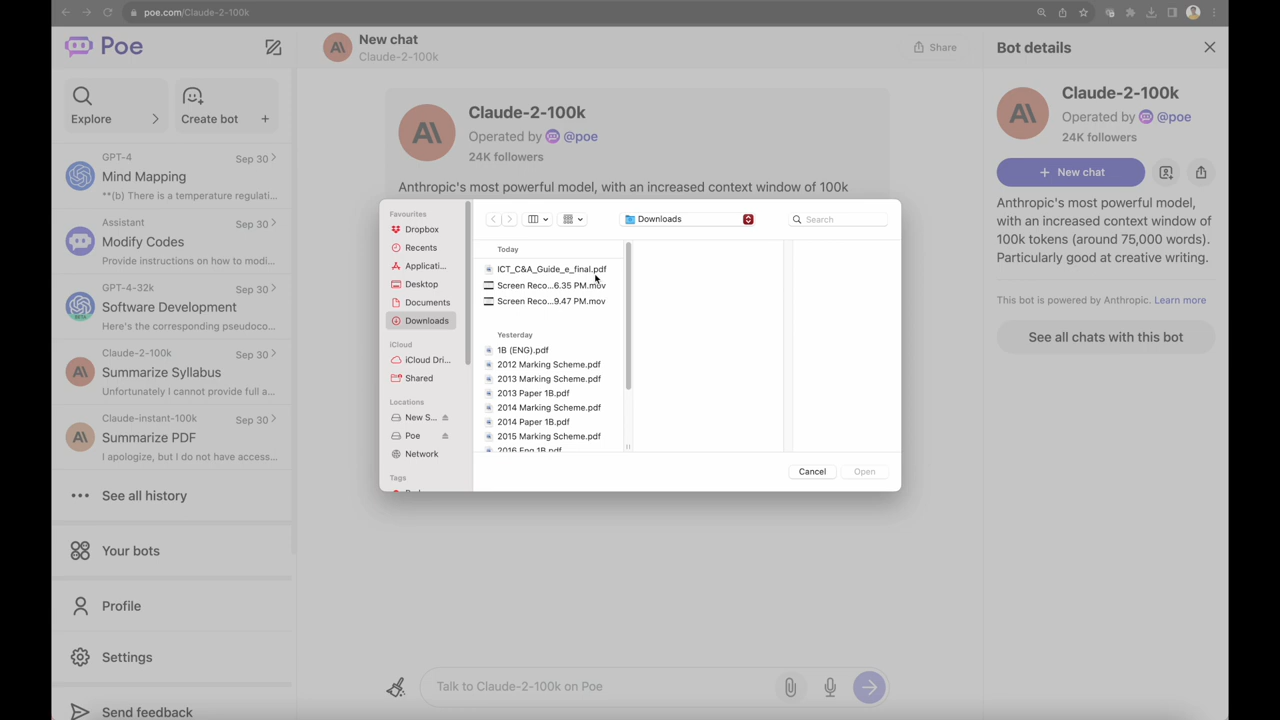 poe.com/Claude-2-100k
Poe
Explore
Create bot
GPT-4
Sep 30
Mind Mapping
**(b) There is a temperature regulati...
Assistant
Sep 30
Modify Codes
Provide instructions on how to modi...
GPT-4-32k
Sep 30
Software Development
Here's the corresponding pseudoco...
Claude-2-100k
Sep 30
Summarize Syllabus
Unfortunately I cannot provide full a...
Claude-instant-100k
Sep 30
Summarize PDF
I apologize, but I do not have access...
See all history
Your bots
Profile
Settings
Send feedback
New chat
Claude-2-100k
Share
Claude-2-100k
Operated by @poe
24K followers
Anthropic's most powerful model, with an increased context window of 100k
Favourites
Dropbox
Recents
Applicati...
Desktop
Documents
Downloads
iCloud
iCloud Dri...
Shared
Locations
New S...
Poe
Network
Tags
Downloads
Search
Today
ICT_C&A_Guide_e_final.pdf
Screen Reco...6.35 PM.mov
Screen Reco...9.47 PM.mov
Yesterday
1B (ENG).pdf
2012 Marking Scheme.pdf
2013 Marking Scheme.pdf
2013 Paper 1B.pdf
2014 Marking Scheme.pdf
2014 Paper 1B.pdf
2015 Marking Scheme.pdf
2016 Eng 1B.pdf
Cancel
Open
Talk to Claude-2-100k on Poe
Bot details
Claude-2-100k
Operated by @poe
24K followers
New chat
Anthropic's most powerful model,
with an increased context window of
100k tokens (around 75,000 words).
Particularly good at creative writing.
This bot is powered by Anthropic. Learn more
See all chats with this bot